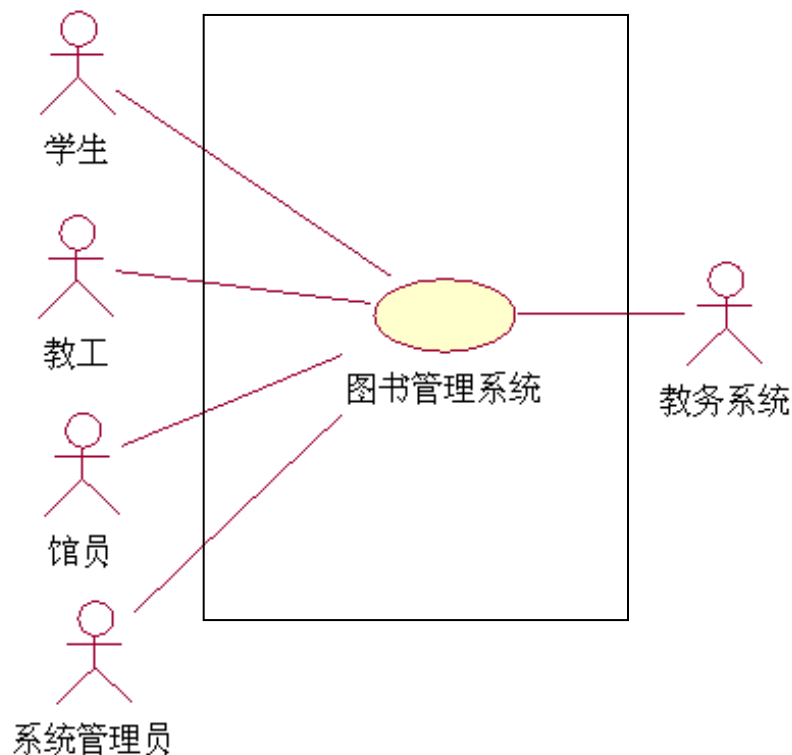 学生
教工
图书管理系统
教务系统
馆员
系统管理员